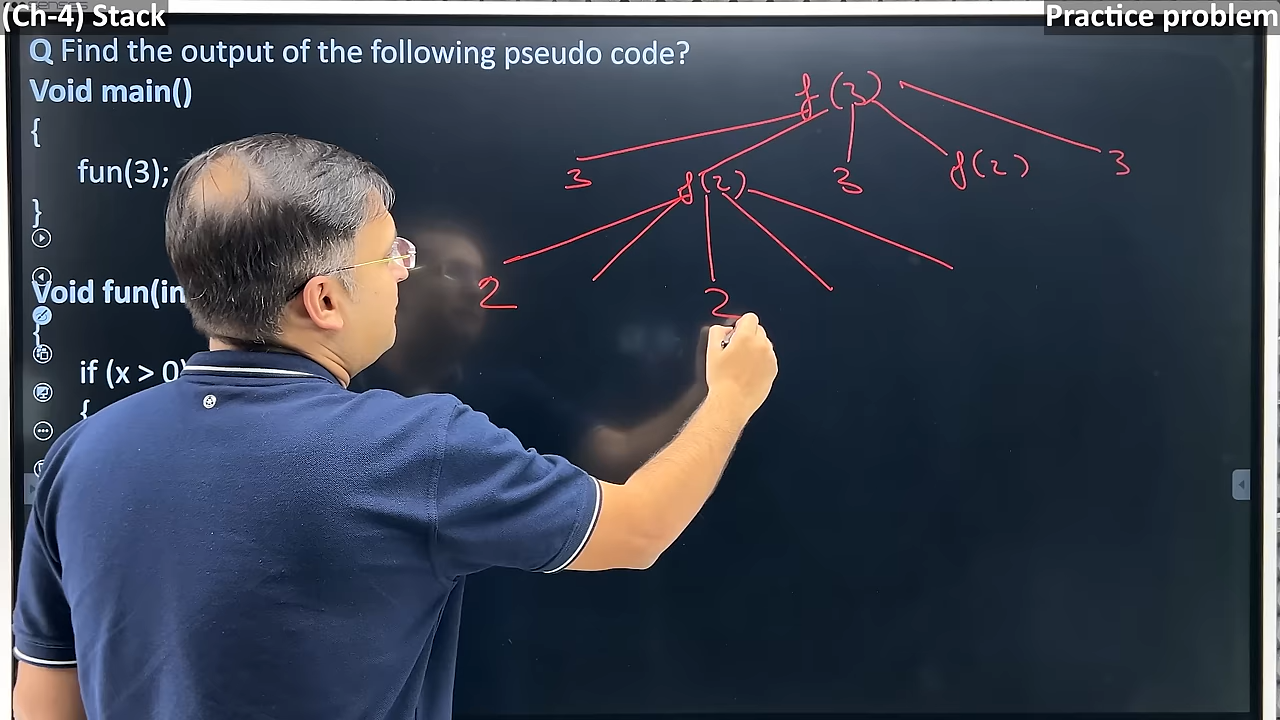 (Ch-4) Stack
Practice problem
Q Find the output of the following pseudo code?
Void main()
{
fun(3);
}
Void fun(in
{
if (x > 0)
{
f(3)
3 f(2) 3 f(2) 3
2 2